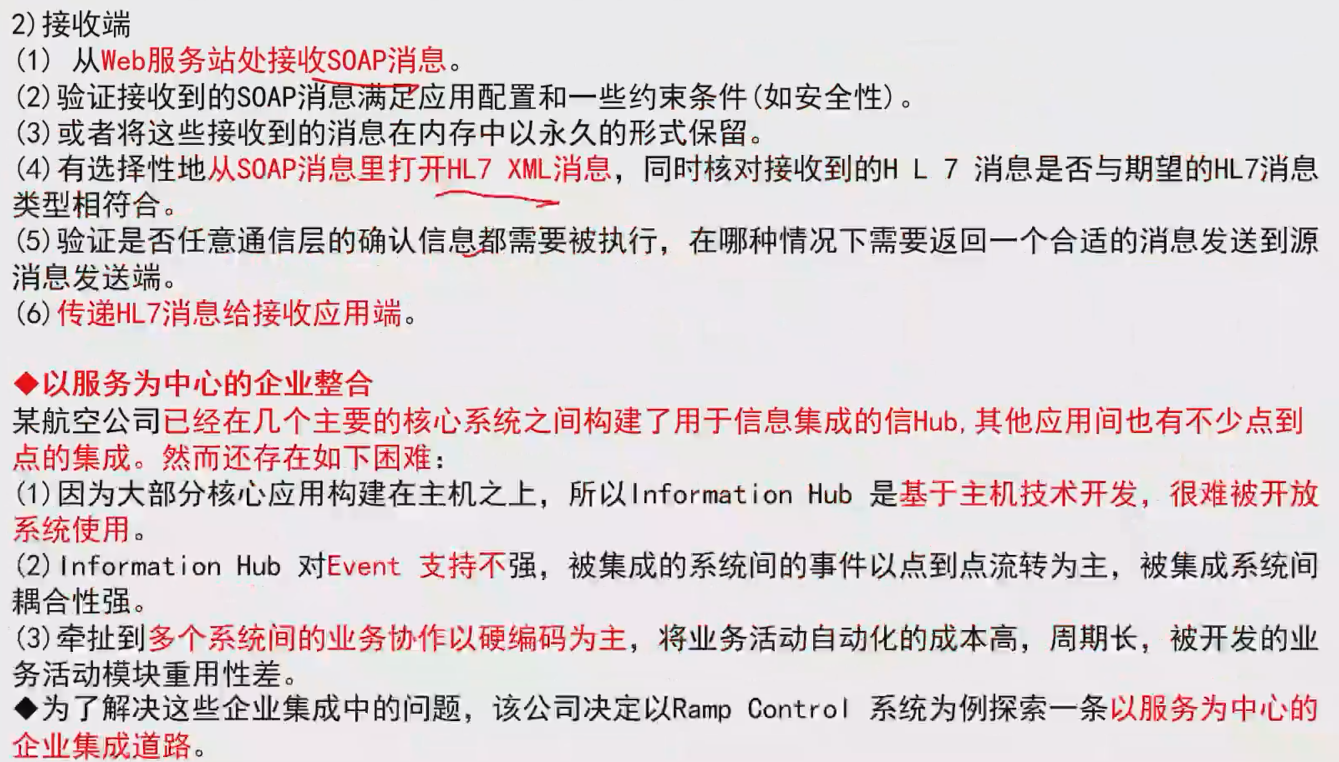 2)接收端
(1) 从Web服务站处接收SOAP消息。
(2)验证接收到的SOAP消息满足应用配置和一些约束条件(如安全性)。
(3)或者将这些接收到的消息在内存中以永久的形式保留。
(4)有选择性地从SOAP消息里打开HL7 XML消息，同时核对接收到的H L 7 消息是否与期望的HL7消息
类型相符合。
(5)验证是否任意通信层的确认信息都需要被执行，在哪种情况下需要返回一个合适的消息发送到源
消息发送端。
(6)传递HL7消息给接收应用端。
◆以服务为中心的企业整合
某航空公司已经在几个主要的核心系统之间构建了用于信息集成的信Hub,其他应用间也有不少点到
点的集成。然而还存在如下困难：
(1)因为大部分核心应用构建在主机之上，所以Information Hub 是基于主机技术开发，很难被开放
系统使用。
(2)Information Hub 对Event 支持不强，被集成的系统间的事件以点到点流转为主，被集成系统间
耦合性强。
(3)牵扯到多个系统间的业务协作以硬编码为主，将业务活动自动化的成本高，周期长，被开发的业
务活动模块重用性差。
◆为了解决这些企业集成中的问题，该公司决定以Ramp Control 系统为例探索一条以服务为中心的
企业集成道路。